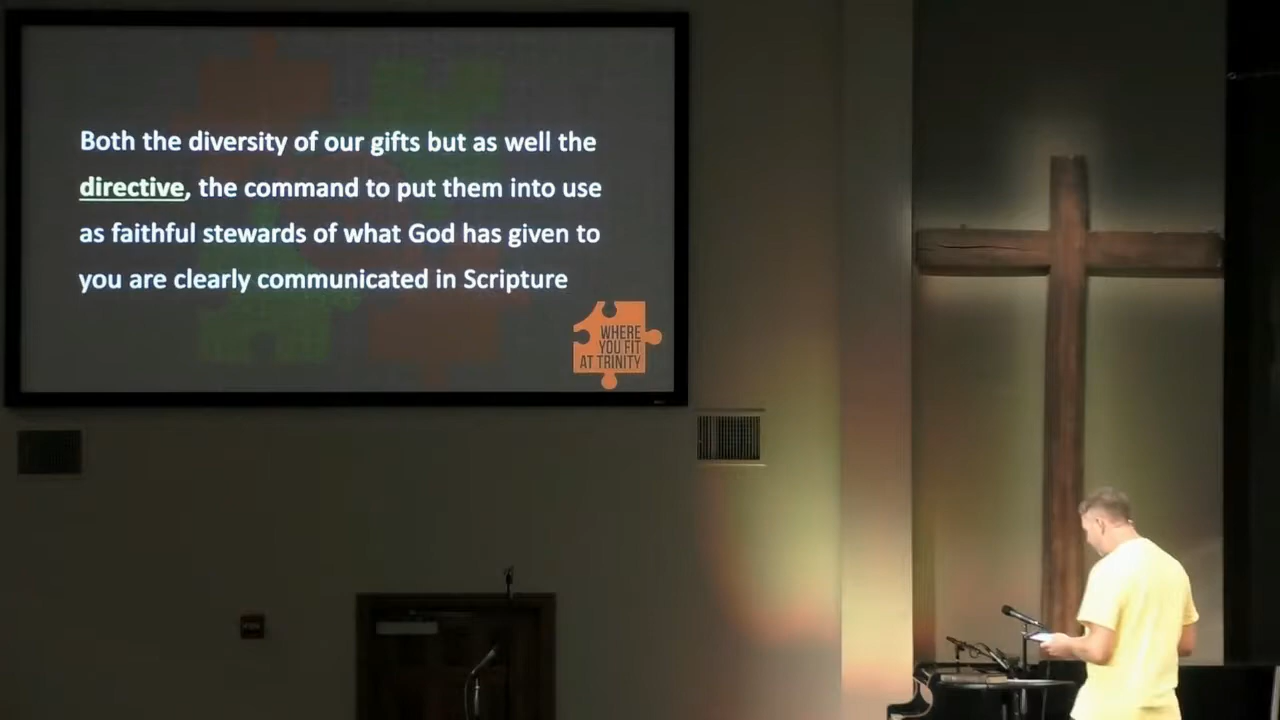 Both the diversity of our gifts but as well the
directive, the command to put them into use
as faithful stewards of what God has given to
you are clearly communicated in Scripture
WHERE
YOU FIT
AT TRINITY